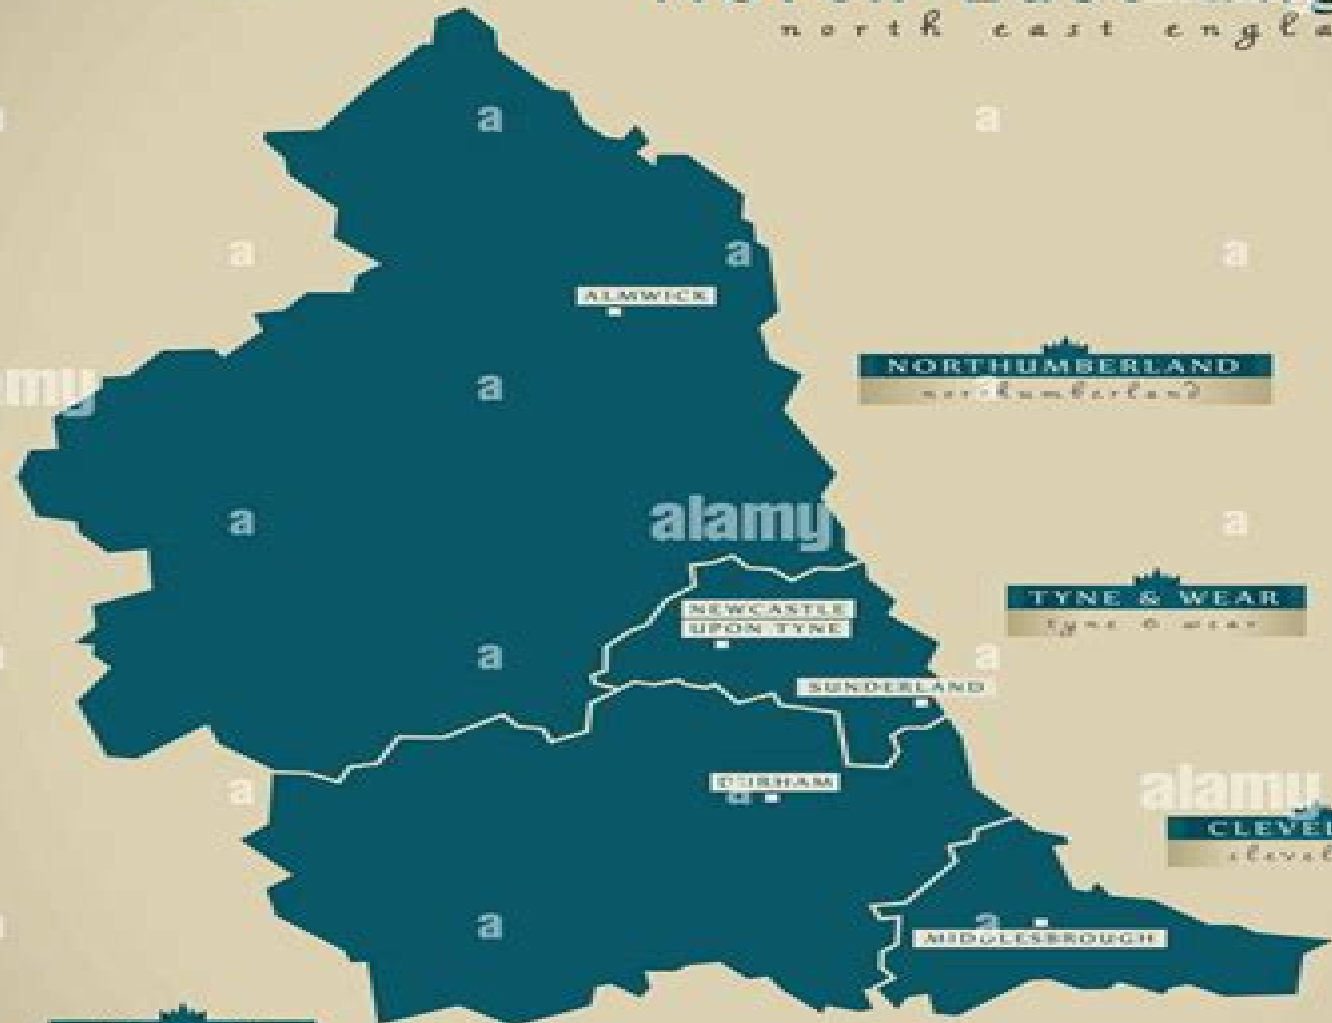 north east engla
ALMWICK
NORTHUMBERLAND
northumberland
alamy
TYNE & WEAR
tyne & wear
NEWCASTLE
UPON TYNE
SUNDERLAND
DURHAM
alamy
CLEVEL
clevel
MIDDLESBROUGH